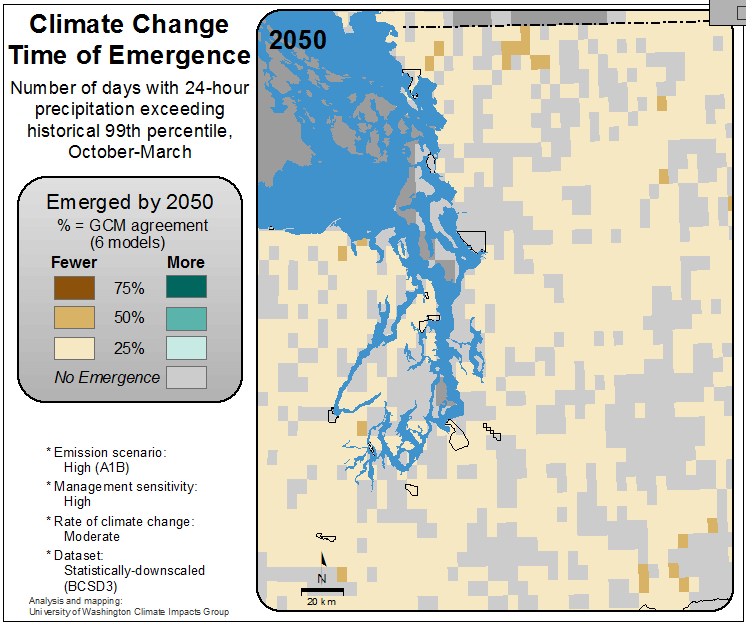 Climate Change
Time of Emergence
Number of days with 24-hour
precipitation exceeding
historical 99th percentile,
October-March
Emerged by 2050
% = GCM agreement
(6 models)
Fewer More
75%
50%
25%
No Emergence
* Emission scenario:
High (A1B)
* Management sensitivity:
High
* Rate of climate change:
Moderate
* Dataset:
Statistically-downscaled
(BCSD3)
Analysis and mapping:
University of Washington Climate Impacts Group
2050
N
20 km